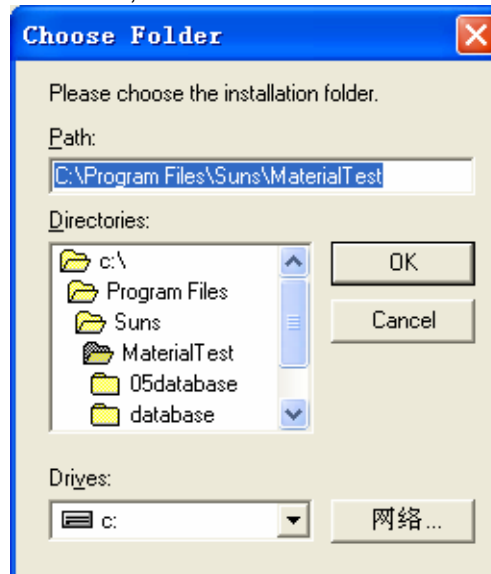 Choose Folder
Please choose the installation folder.
Path:
C:\Program Files\Suns\MaterialTest
Directories:
c:\
OK
Program Files
Suns
Cancel
MaterialTest
05database
database
Drives:
c:
网络...